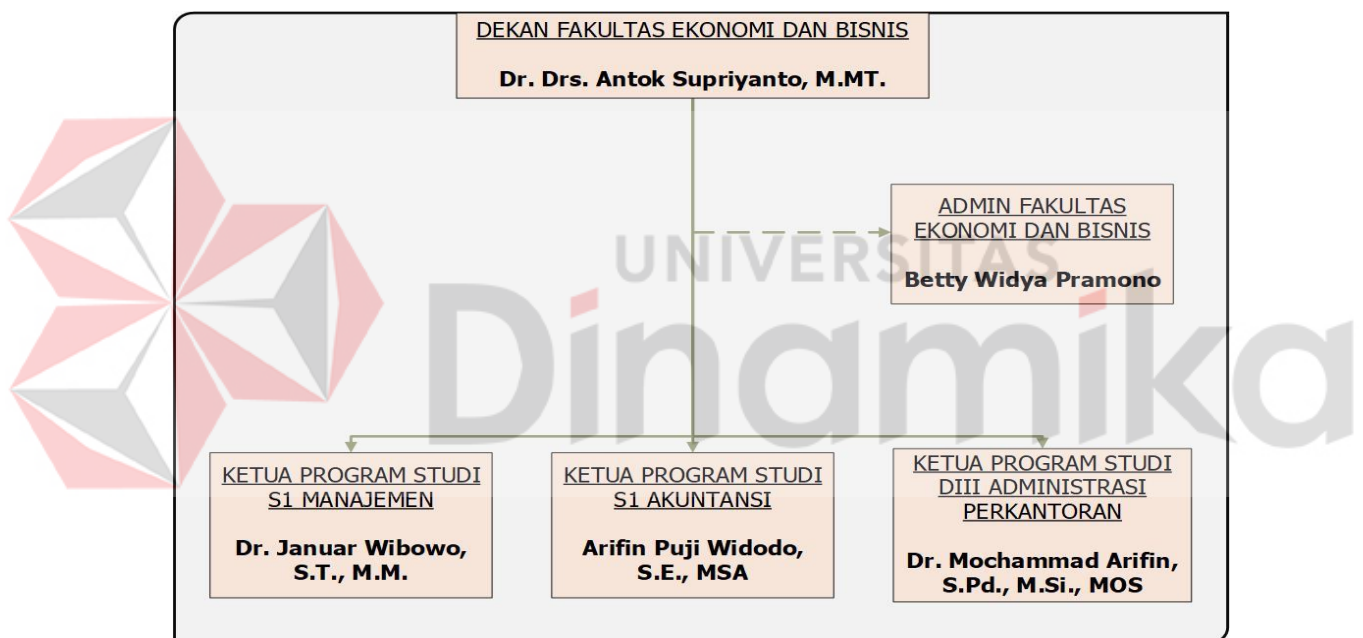 DEKAN FAKULTAS EKONOMI DAN BISNIS
Dr. Drs. Antok Supriyanto, M.MT.
ADMIN FAKULTAS
EKONOMI DAN BISNIS
Betty Widya Pramono
UNIVERSITAS
Dinamika
KETUA PROGRAM STUDI
S1 MANAJEMEN
Dr. Januar Wibowo,
S.T., M.M.
KETUA PROGRAM STUDI
S1 AKUNTANSI
Arifin Puji Widodo,
S.E., MSA
KETUA PROGRAM STUDI
DIII ADMINISTRASI
PERKANTORAN
Dr. Mochammad Arifin,
S.Pd., M.Si., MOS